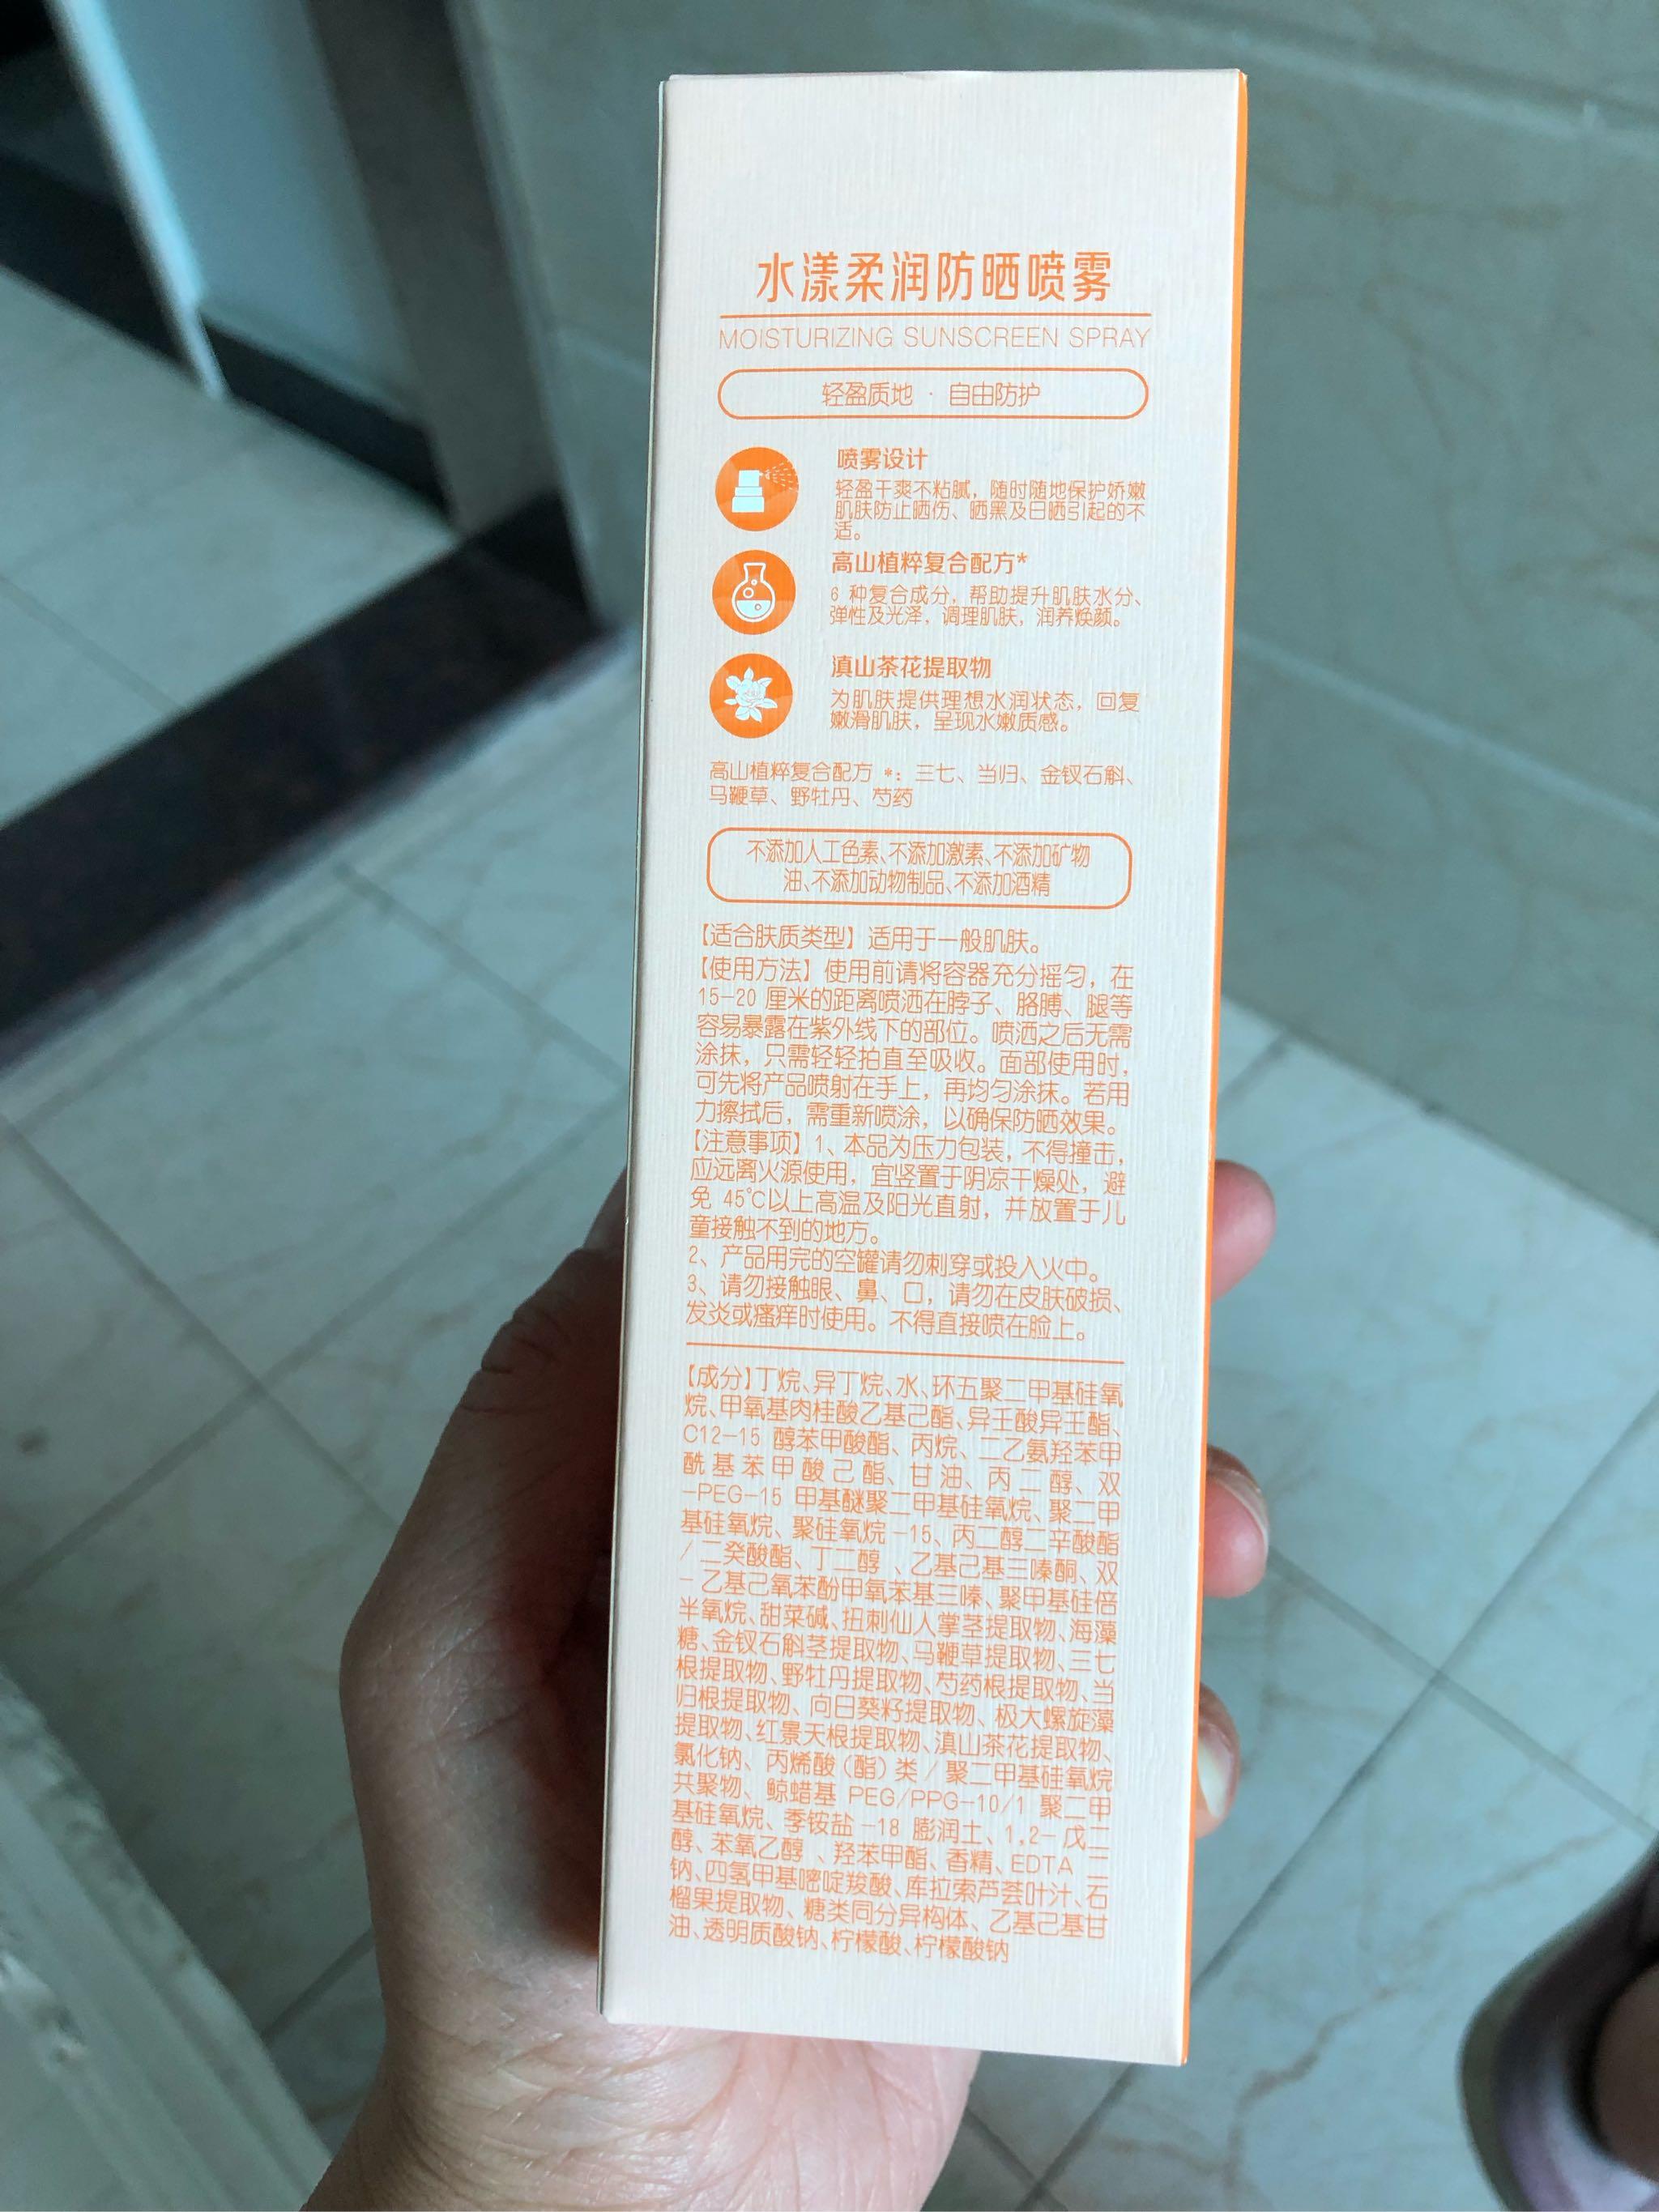 水漾柔润防晒喷雾
MOISTURIZING SUNSCREEN SPRAY
轻盈质地 · 自由防护
喷雾设计
轻盈干爽不粘腻，随时随地保护娇嫩
肌肤防止晒伤、晒黑及日晒引起的不
适。
高山植粹复合配方*
6 种复合成分，帮助提升肌肤水分、
弹性及光泽，调理肌肤，润养焕颜。
滇山茶花提取物
为肌肤提供理想水润状态，回复
嫩滑肌肤，呈现水嫩质感。
高山植粹复合配方 *：三七、当归、金钗石斛、
马鞭草、野牡丹、芍药
不添加人工色素、不添加激素、不添加矿物
油、不添加动物制品、不添加酒精
【适合肤质类型】适用于一般肌肤。
【使用方法】使用前请将容器充分摇匀，在
15-20 厘米的距离喷洒在脖子、胳膊、腿等
容易暴露在紫外线下的部位。喷洒之后无需
涂抹，只需轻轻拍直至吸收。面部使用时，
可先将产品喷射在手上，再均匀涂抹。若用
力擦拭后，需重新喷涂，以确保防晒效果。
【注意事项】1、本品为压力包装，不得撞击，
应远离火源使用，宜竖置于阴凉干燥处，避
免 45℃以上高温及阳光直射，并放置于儿
童接触不到的地方。
2、产品用完的空罐请勿刺穿或投入火中。
3、请勿接触眼、鼻、口，请勿在皮肤破损、
发炎或瘙痒时使用。不得直接喷在脸上。
【成分】丁烷、异丁烷、水、环五聚二甲基硅氧
烷、甲氧基肉桂酸乙基己酯、异壬酸异壬酯、
C12-15 醇苯甲酸酯、丙烷、二乙氨羟苯甲
酰基苯甲酸己酯、甘油、丙二醇、双
-PEG-15 甲基醚聚二甲基硅氧烷、聚二甲
基硅氧烷、聚硅氧烷 -15、丙二醇二辛酸酯
/ 二癸酸酯、丁二醇 、乙基己基三嗪酮、双
- 乙基己氧苯酚甲氧苯基三嗪、聚甲基硅倍
半氧烷、甜菜碱、扭刺仙人掌茎提取物、海藻
糖、金钗石斛茎提取物、马鞭草提取物、三七
根提取物、野牡丹提取物、芍药根提取物、当
归根提取物、向日葵籽提取物、极大螺旋藻
提取物、红景天根提取物、滇山茶花提取物、
氯化钠、丙烯酸（酯）类 / 聚二甲基硅氧烷
共聚物、鲸蜡基 PEG/PPG-10/1 聚二甲
基硅氧烷、季铵盐 -18 膨润土、1,2- 戊二
醇、苯氧乙醇 、羟苯甲酯、香精、EDTA 二
钠、四氢甲基嘧啶羧酸、库拉索芦荟叶汁、石
榴果提取物、糖类同分异构体、乙基己基甘
油、透明质酸钠、柠檬酸、柠檬酸钠